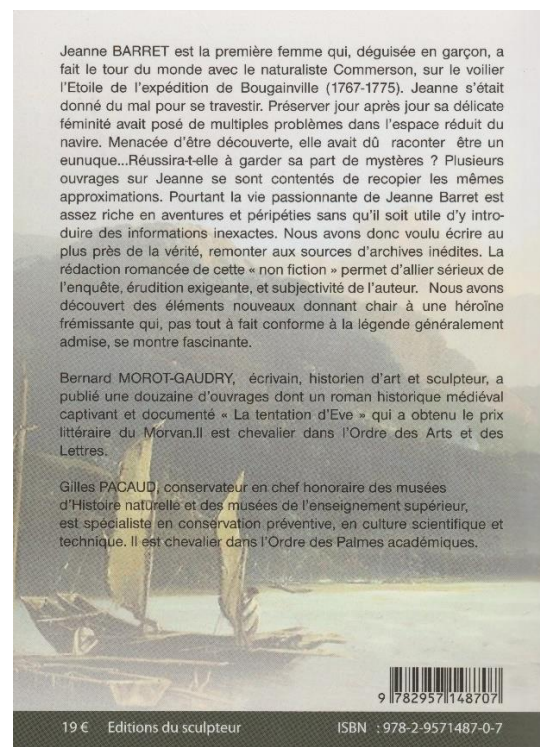 Jeanne BARRET est la première femme qui, déguisée en garçon, a
fait le tour du monde avec le naturaliste Commerson, sur le voilier
l'Etoile de l'expédition de Bougainville (1767-1775). Jeanne s'était
donné du mal pour se travestir. Préserver jour après jour sa délicate
féminité avait posé de multiples problèmes dans l'espace réduit du
navire. Menacée d'être découverte, elle avait dû raconter être un
eunuque...Réussira-t-elle à garder sa part de mystères ? Plusieurs
ouvrages sur Jeanne se sont contentés de recopier les mêmes
approximations. Pourtant la vie passionnante de Jeanne Barret est
assez riche en aventures et péripéties sans qu'il soit utile d'y intro-
duire des informations inexactes. Nous avons donc voulu écrire au
plus près de la vérité, remonter aux sources d'archives inédites. La
rédaction romancée de cette « non fiction » permet d'allier sérieux de
l'enquête, érudition exigeante, et subjectivité de l'auteur. Nous avons
découvert des éléments nouveaux donnant chair à une héroïne
frémissante qui, pas tout à fait conforme à la légende généralement
admise, se montre fascinante.

Bernard MOROT-GAUDRY, écrivain, historien d'art et sculpteur, a
publié une douzaine d'ouvrages dont un roman historique médiéval
captivant et documenté « La tentation d'Eve » qui a obtenu le prix
littéraire du Morvan.Il est chevalier dans l'Ordre des Arts et des
Lettres.

Gilles PACAUD, conservateur en chef honoraire des musées
d'Histoire naturelle et des musées de l'enseignement supérieur,
est spécialiste en conservation préventive, en culture scientifique et
technique. Il est chevalier dans l'Ordre des Palmes académiques.

9 782957 148707
19 € Editions du sculpteur ISBN : 978-2-9571487-0-7